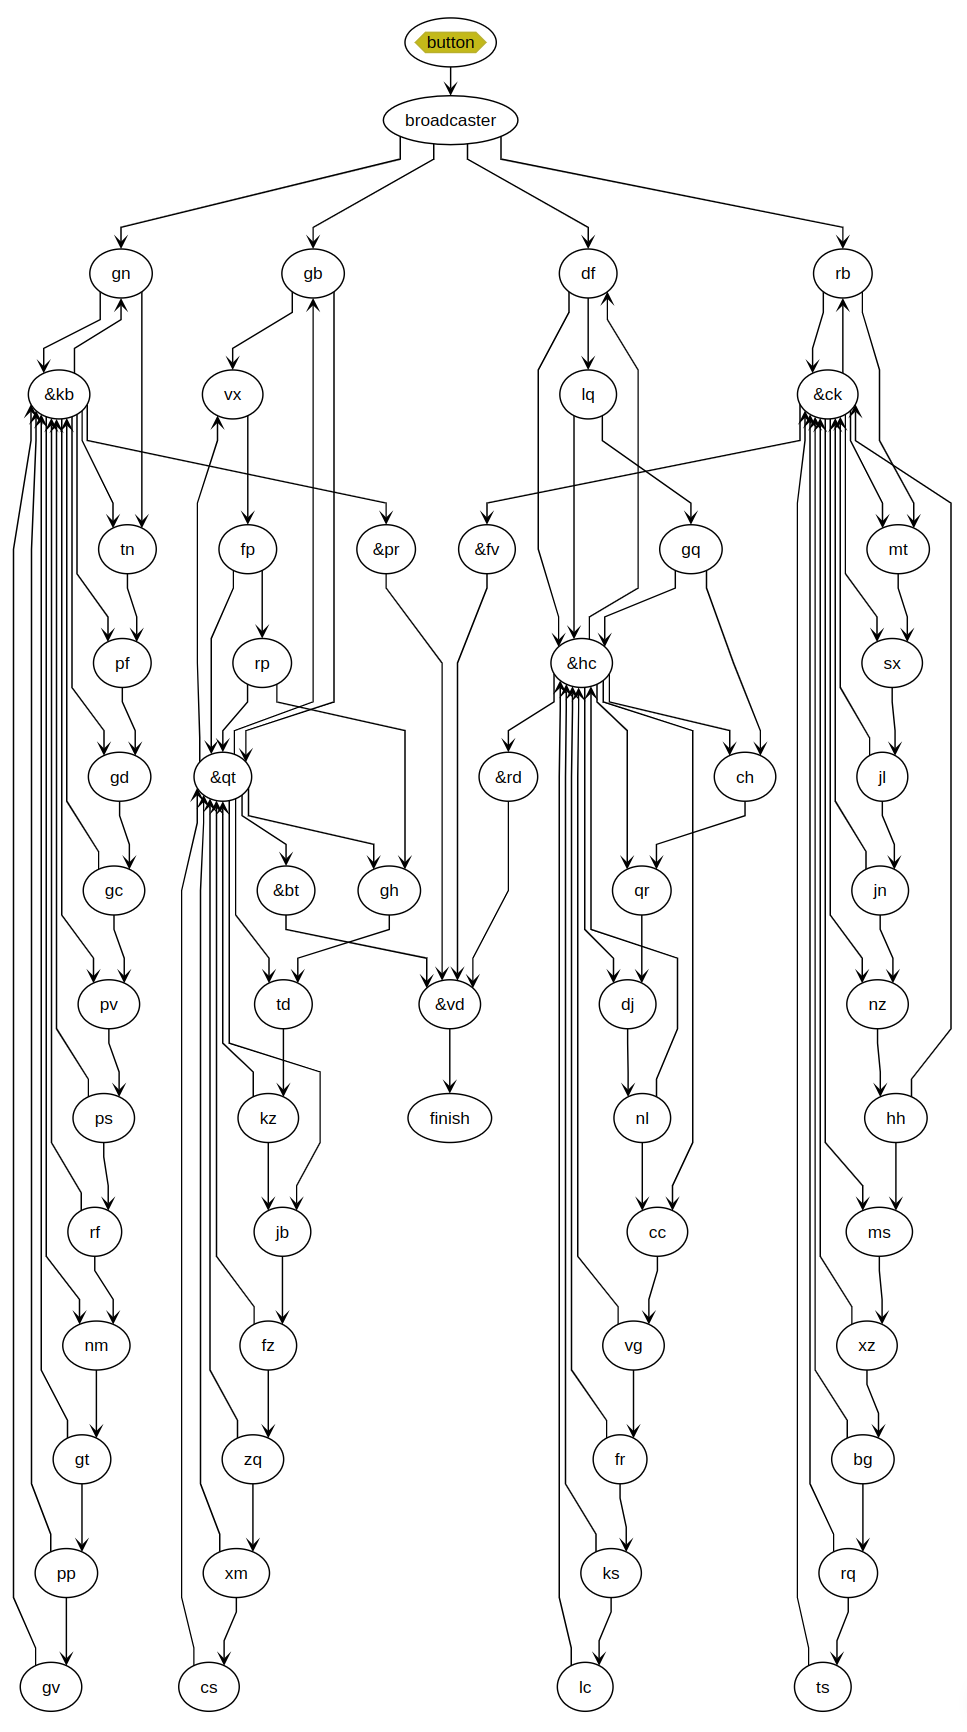 button
broadcaster
gn gb df rb
&kb vx lq &ck
tn fp &pr &fv gq mt
pf rp &hc sx
gd &qt &rd ch jl
gc &bt gh qr jn
pv td &vd dj nz
ps kz finish nl hh
rf jb cc ms
nm fz vg xz
gt zq fr bg
pp xm ks rq
gv cs lc ts